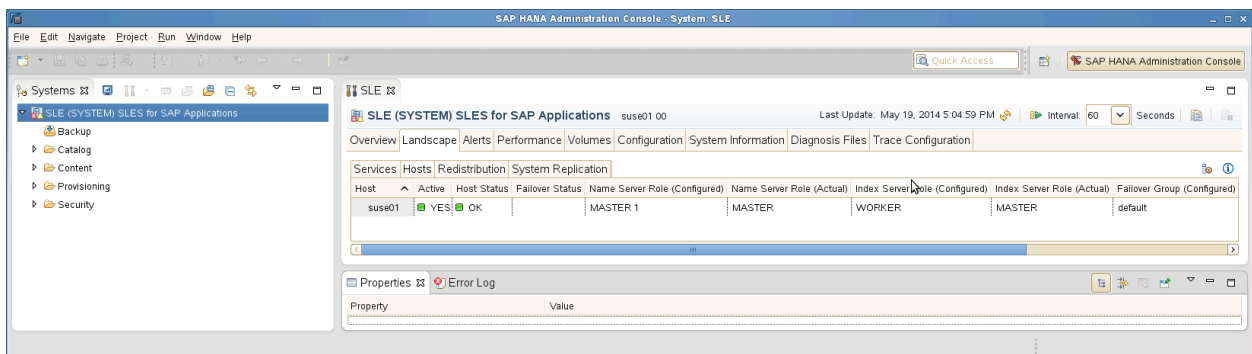 SAP HANA Administration Console - System: SLE
File Edit Navigate Project Run Window Help
Quick Access
SAP HANA Administration Console
Systems
SLE (SYSTEM) SLES for SAP Applications
Backup
Catalog
Content
Provisioning
Security
SLE
SLE (SYSTEM) SLES for SAP Applications suse01 00 Last Update: May 19, 2014 5:04:59 PM Interval: 60 Seconds
Overview Landscape Alerts Performance Volumes Configuration System Information Diagnosis Files Trace Configuration
Services Hosts Redistribution System Replication
Host Active Host Status Failover Status Name Server Role (Configured) Name Server Role (Actual) Index Server Role (Configured) Index Server Role (Actual) Failover Group (Configured)
suse01 YES OK MASTER 1 MASTER WORKER MASTER default
Properties Error Log
Property Value